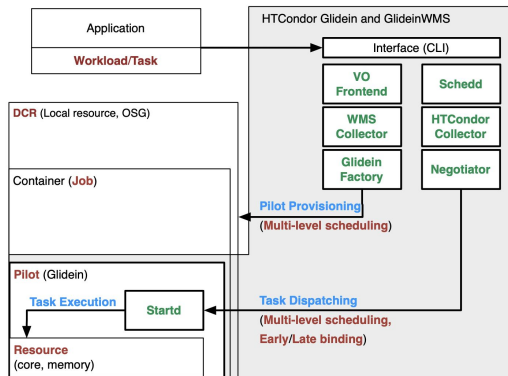 Application
Workload/Task
HTCondor Glidein and GlideinWMS
Interface (CLI)
VO
Frontend
Schedd
WMS
Collector
HTCondor
Collector
Glidein
Factory
Negotiator
DCR (Local resource, OSG)
Container (Job)
Pilot Provisioning
(Multi-level scheduling)
Pilot (Glidein)
Task Execution
Startd
Task Dispatching
(Multi-level scheduling,
Early/Late binding)
Resource
(core, memory)